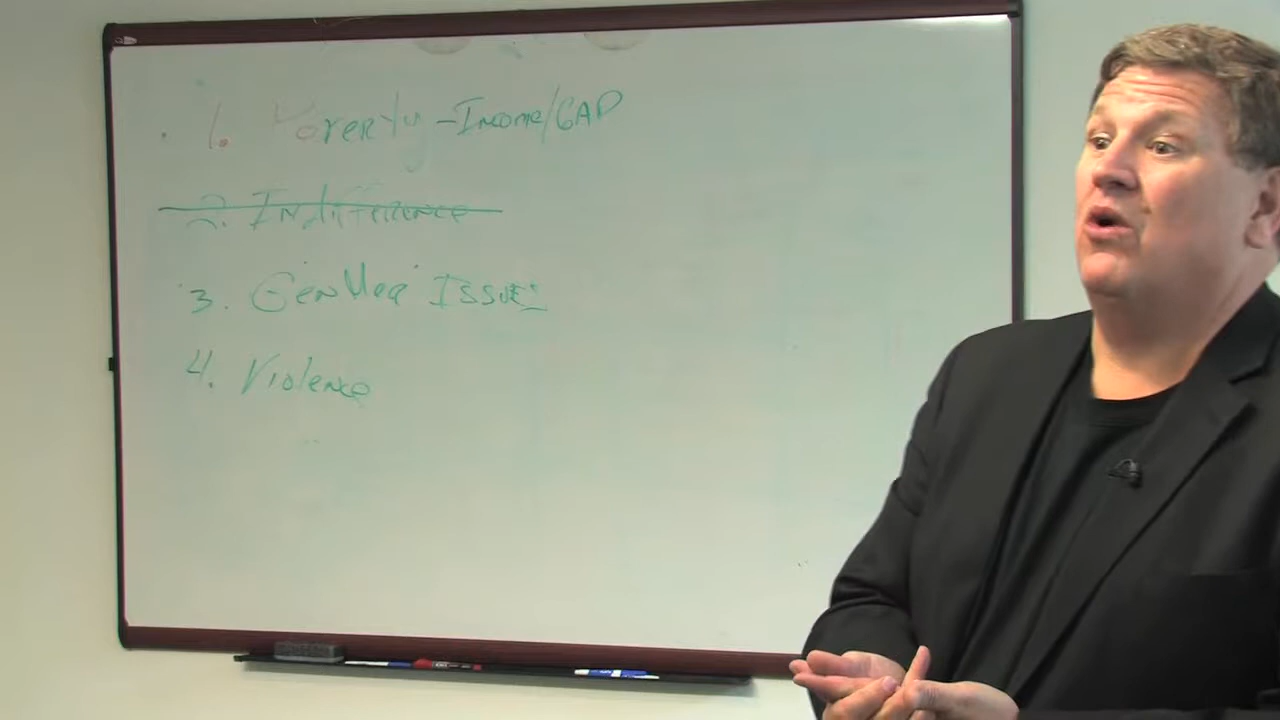 1. Poverty - Income/GAP
2. Indifference
3. Gender Issues
4. Violence